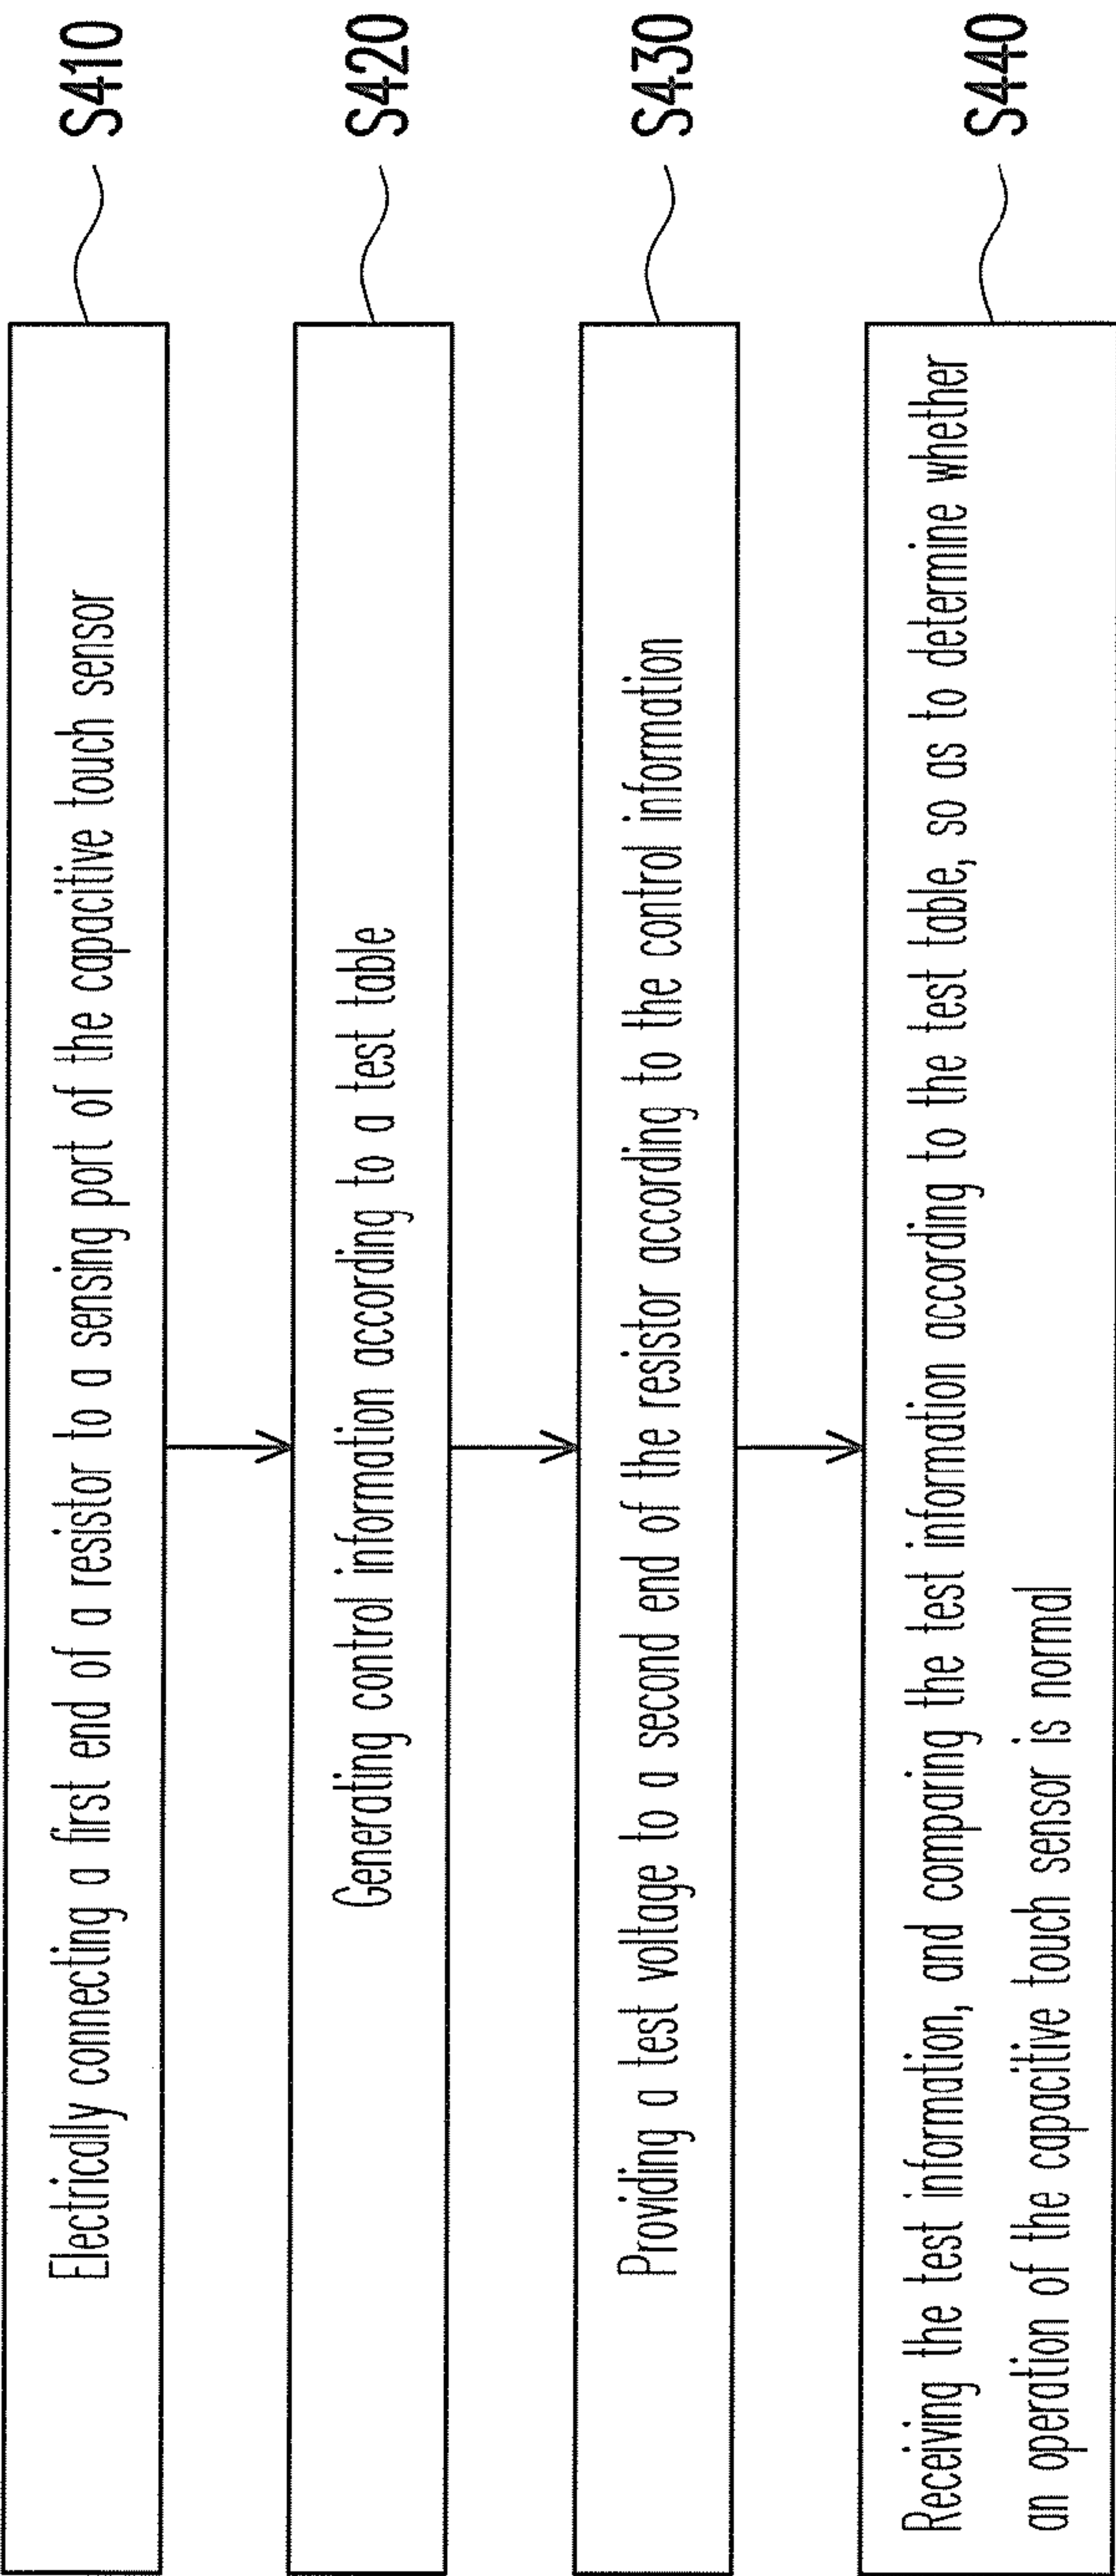 Electrically connecting a first end of a resistor to a sensing port of the capacitive touch sensor
S410
Generating control information according to a test table
S420
Providing a test voltage to a second end of the resistor according to the control information
S430
Receiving the test information, and comparing the test information according to the test table, so as to determine whether
an operation of the capacitive touch sensor is normal
S440